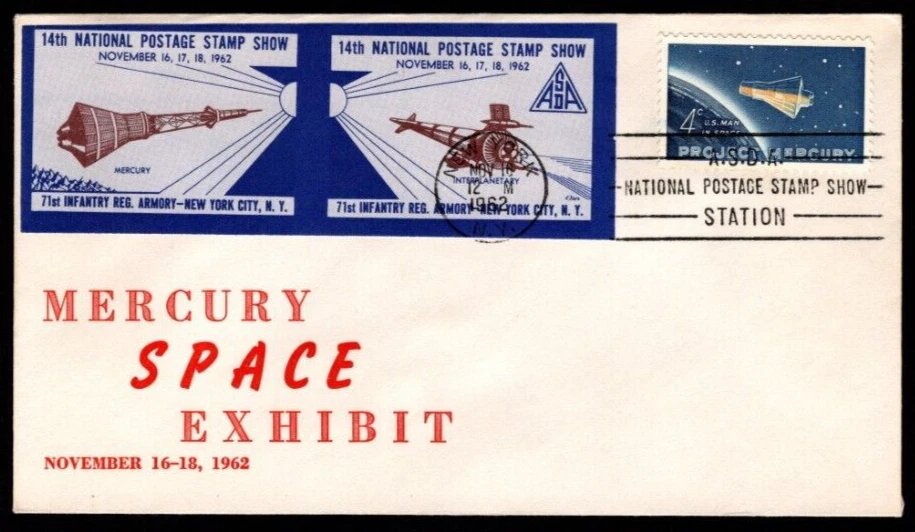 14th NATIONAL POSTAGE STAMP SHOW
NOVEMBER 16, 17, 18, 1962
MERCURY
71st INFANTRY REG. ARMORY–NEW YORK CITY, N. Y.
14th NATIONAL POSTAGE STAMP SHOW
NOVEMBER 16, 17, 18, 1962
ASDA
INTERPLANETARY
71st INFANTRY REG. ARMORY–NEW YORK CITY, N. Y.
NEW YORK
NOV 16
12 M
1962
N.Y.
4¢ U.S. MAN
IN SPACE
PROJECT MERCURY
A.S.D.A.
NATIONAL POSTAGE STAMP SHOW
STATION
MERCURY
SPACE
EXHIBIT
NOVEMBER 16–18, 1962